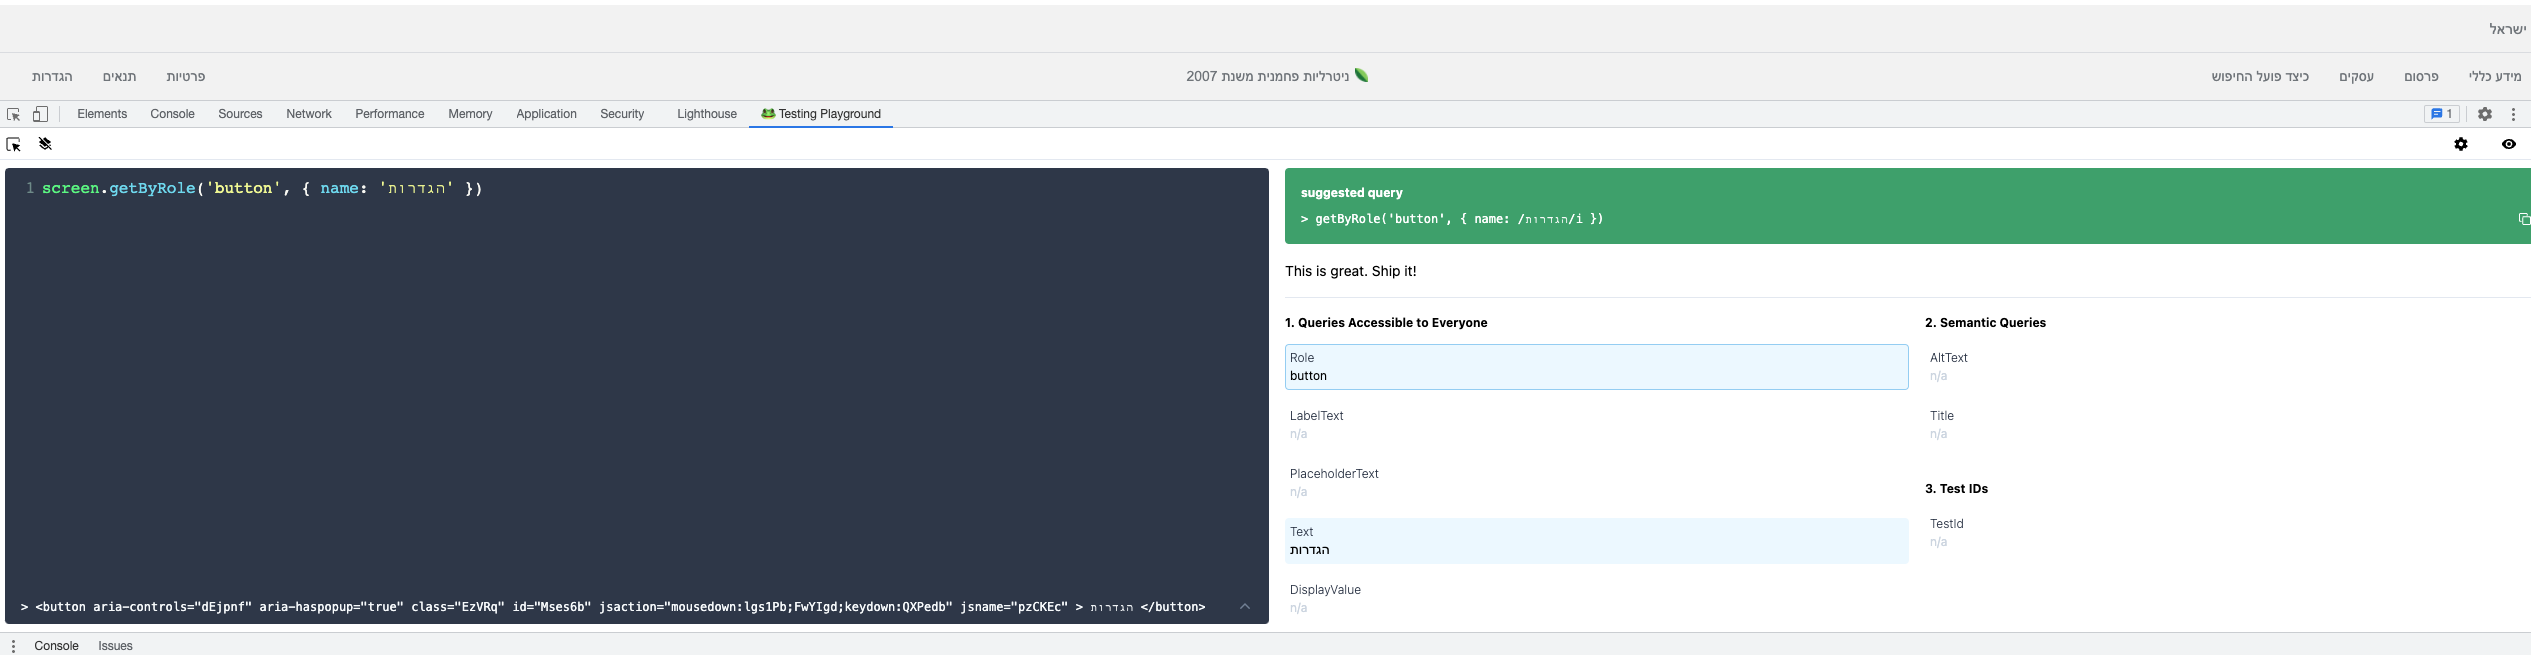 ישראל
מידע כללי פרסום עסקים כיצד פועל החיפוש ניטרליות פחמנית משנת 2007 פרטיות תנאים הגדרות
Elements Console Sources Network Performance Memory Application Security Lighthouse Testing Playground 1
1 screen.getByRole('button', { name: 'הגדרות' })
> <button aria-controls="dEjpnf" aria-haspopup="true" class="EzVRq" id="Mses6b" jsaction="mousedown:lgs1Pb;FwYIgd;keydown:QXPedb" jsname="pzCKEc" > הגדרות </button>
suggested query
> getByRole('button', { name: /הגדרות/i })
This is great. Ship it!
1. Queries Accessible to Everyone
Role
button
LabelText
n/a
PlaceholderText
n/a
Text
הגדרות
DisplayValue
n/a
2. Semantic Queries
AltText
n/a
Title
n/a
3. Test IDs
TestId
n/a
Console Issues